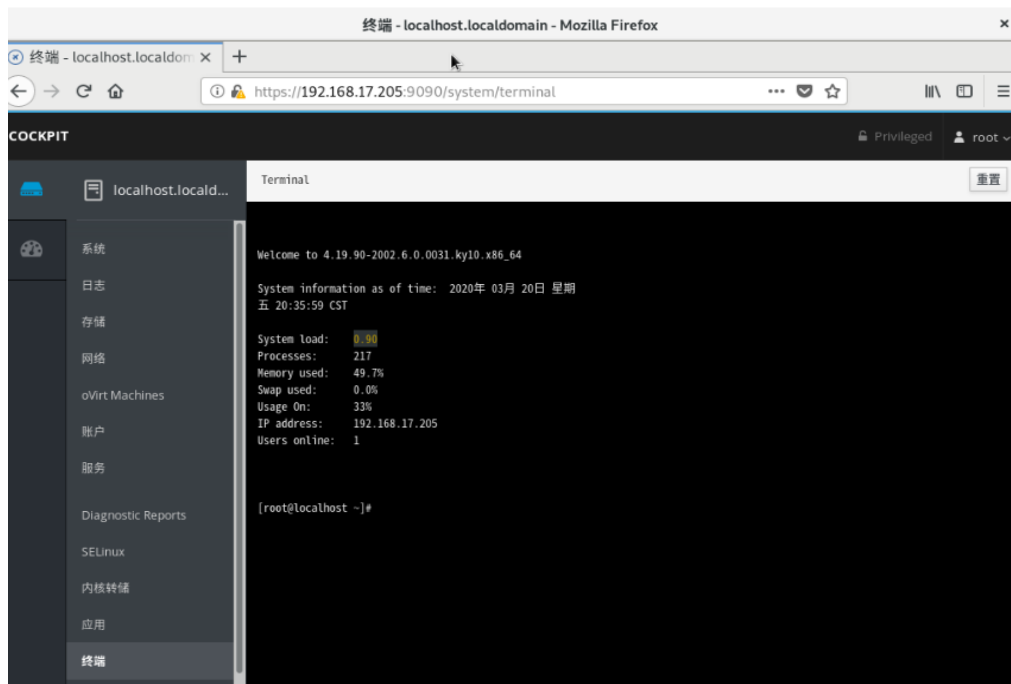 终端 - localhost.localdomain - Mozilla Firefox
终端 - localhost.localdom
https://192.168.17.205:9090/system/terminal
COCKPIT
Privileged
root
localhost.locald...
Terminal
重置
系统
日志
存储
网络
oVirt Machines
账户
服务
Diagnostic Reports
SELinux
内核转储
应用
终端
Welcome to 4.19.90-2002.6.0.0031.ky10.x86_64
System information as of time: 2020年 03月 20日 星期
五 20:35:59 CST
System load: 0.90
Processes: 217
Memory used: 49.7%
Swap used: 0.0%
Usage On: 33%
IP address: 192.168.17.205
Users online: 1
[root@localhost ~]#